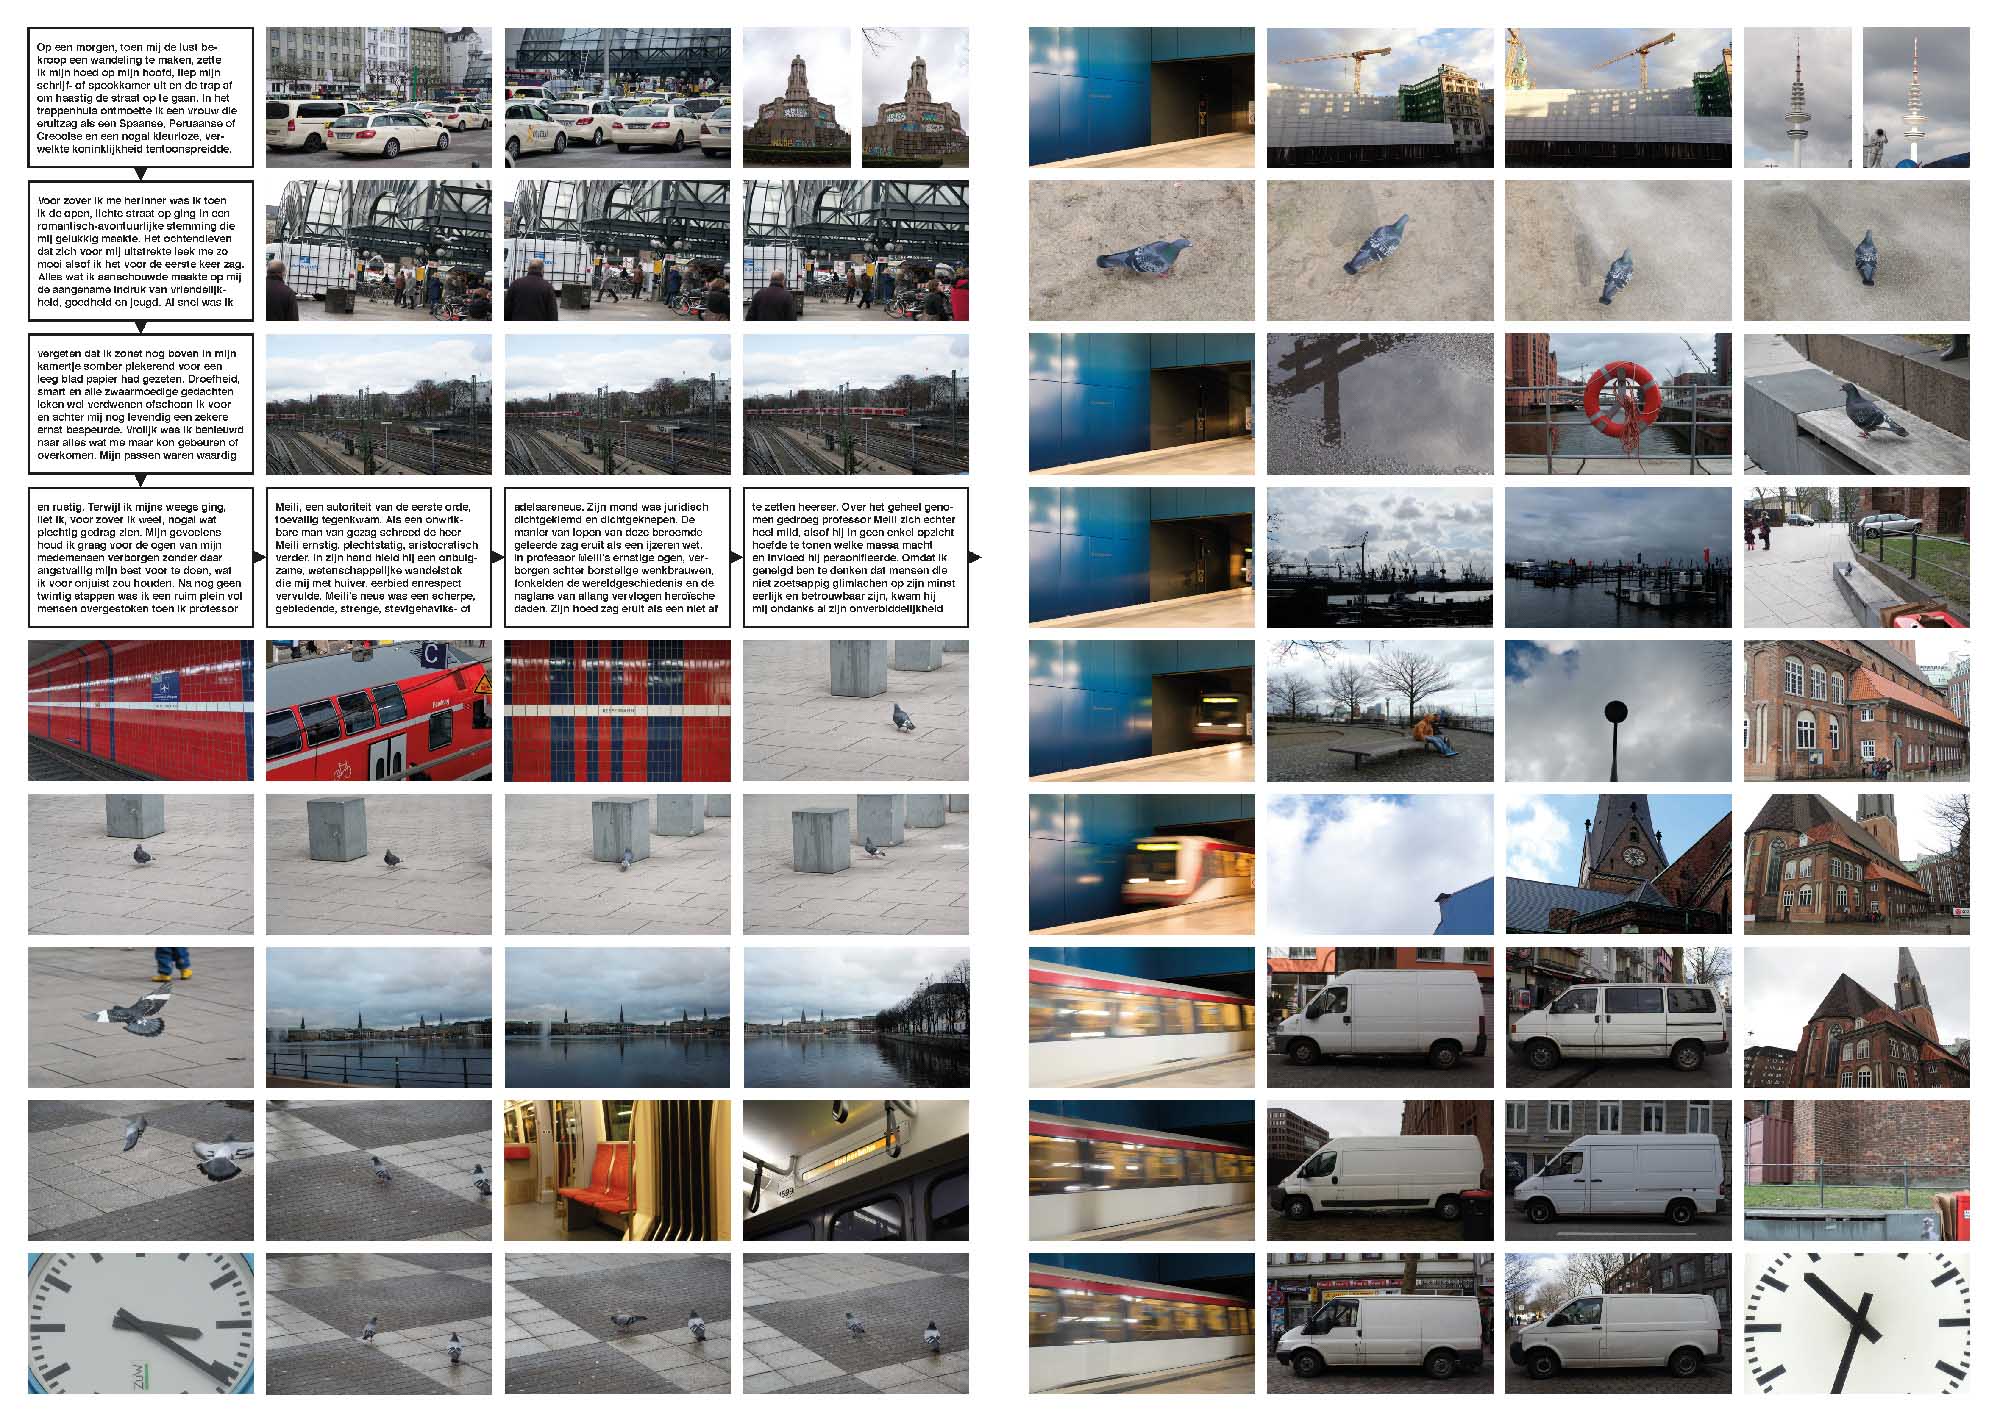 Op een morgen, toen mij de lust be-
kroop een wandeling te maken, zette
ik mijn hoed op mijn hoofd, liep mijn
schrijf- of spookkamer uit en de trap af
om haastig de straat op te gaan. In het
trappenhuis ontmoette ik een vrouw die
eruitzag als een Spaanse, Peruaanse of
Creoolse en een nogal kleurloze, ver-
welkte koninklijkheid tentoonspreidde.
Voor zover ik me herinner was ik toen
ik de open, lichte straat op ging in een
romantisch-avontuurlijke stemming die
mij gelukkig maakte. Het ochtendleven
dat zich voor mij uitstrekte leek me zo
mooi alsof ik het voor de eerste keer zag.
Alles wat ik aanschouwde maakte op mij
de aangename indruk van vriendelijk-
heid, goedheid en jeugd. Al snel was ik
vergeten dat ik zonet nog boven in mijn
kamertje somber piekerend voor een
leeg blad papier had gezeten. Droefheid,
smart en alle zwaarmoedige gedachten
leken wel verdwenen ofschoon ik voor
en achter mij nog levendig een zekere
ernst bespeurde. Vrolijk was ik benieuwd
naar alles wat me maar kon gebeuren of
overkomen. Mijn passen waren waardig
en rustig. Terwijl ik mijns weegs ging,
liet ik, voor zover ik weet, nogal wat
plechtig gedrag zien. Mijn gevoelens
houd ik graag voor de ogen van mijn
medemensen verborgen zonder daar
angstvallig mijn best voor te doen, wat
ik voor onjuist zou houden. Na nog geen
twintig stappen was ik een ruim plein vol
mensen overgestoken toen ik professor
Meili, een autoriteit van de eerste orde,
toevallig tegenkwam. Als een onwrik-
bare man van gezag schreed de heer
Meili ernstig, plechtstatig, aristocratisch
verder. In zijn hand hield hij een onbuig-
zame, wetenschappelijke wandelstok
die mij met huiver, eerbied enrespect
vervulde. Meili's neus was een scherpe,
gebiedende, strenge, stevigehaviks- of
adelaarsneus. Zijn mond was juridisch
dichtgeklemd en dichtgeknepen. De
manier van lopen van deze beroemde
geleerde zag eruit als een ijzeren wet.
In professor Meili's ernstige ogen, ver-
borgen achter borstelige wenkbrauwen,
fonkelden de wereldgeschiedenis en de
naglans van allang vervlogen heroïsche
daden. Zijn hoed zag eruit als een niet af
te zetten heerser. Over het geheel geno-
men gedroeg professor Meili zich echter
heel mild, alsof hij in geen enkel opzicht
hoefde te tonen welke massa macht
en invloed hij personifieerde. Omdat ik
geneigd ben te denken dat mensen die
niet zoetsappig glimlachen op zijn minst
eerlijk en betrouwbaar zijn, kwam hij
mij ondanks al zijn onverbiddelijkheid
C